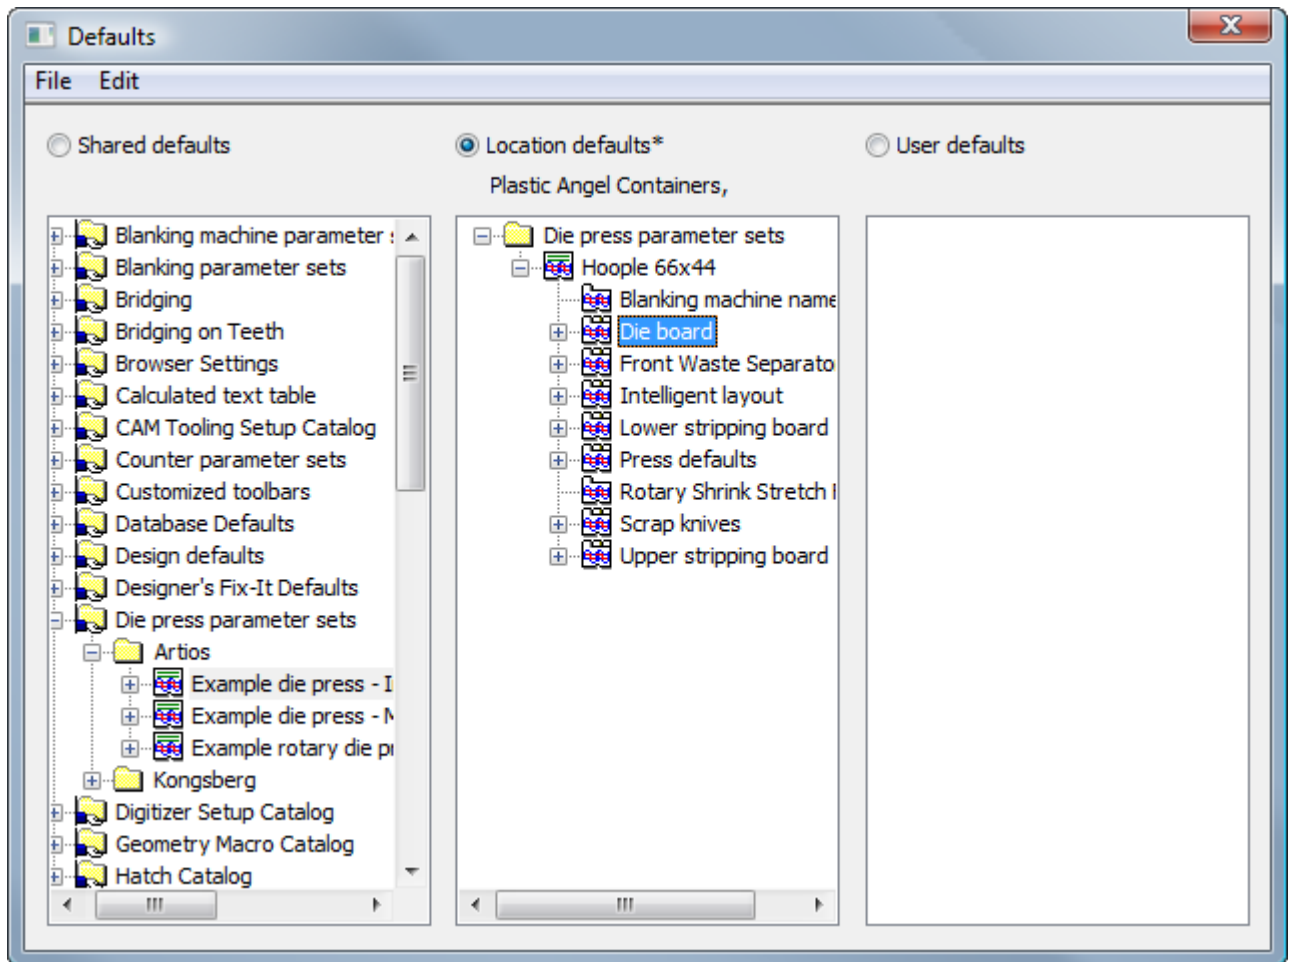 Defaults
File Edit
Shared defaults
Location defaults*
User defaults
Plastic Angel Containers,
Blanking machine parameter
Blanking parameter sets
Bridging
Bridging on Teeth
Browser Settings
Calculated text table
CAM Tooling Setup Catalog
Counter parameter sets
Customized toolbars
Database Defaults
Design defaults
Designer's Fix-It Defaults
Die press parameter sets
Artios
Example die press - I
Example die press - M
Example rotary die p
Kongsberg
Digitizer Setup Catalog
Geometry Macro Catalog
Hatch Catalog
Die press parameter sets
Hoople 66x44
Blanking machine name
Die board
Front Waste Separato
Intelligent layout
Lower stripping board
Press defaults
Rotary Shrink Stretch
Scrap knives
Upper stripping board